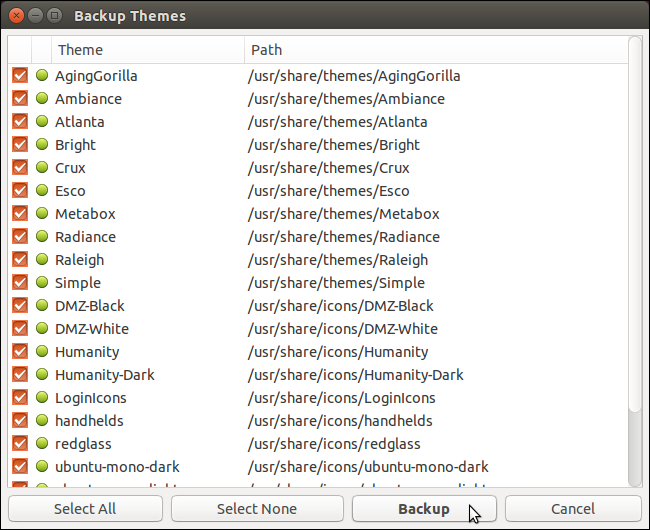 Backup Themes
Theme Path
AgingGorilla /usr/share/themes/AgingGorilla
Ambiance /usr/share/themes/Ambiance
Atlanta /usr/share/themes/Atlanta
Bright /usr/share/themes/Bright
Crux /usr/share/themes/Crux
Esco /usr/share/themes/Esco
Metabox /usr/share/themes/Metabox
Radiance /usr/share/themes/Radiance
Raleigh /usr/share/themes/Raleigh
Simple /usr/share/themes/Simple
DMZ-Black /usr/share/icons/DMZ-Black
DMZ-White /usr/share/icons/DMZ-White
Humanity /usr/share/icons/Humanity
Humanity-Dark /usr/share/icons/Humanity-Dark
LoginIcons /usr/share/icons/LoginIcons
handhelds /usr/share/icons/handhelds
redglass /usr/share/icons/redglass
ubuntu-mono-dark /usr/share/icons/ubuntu-mono-dark
Select All Select None Backup Cancel